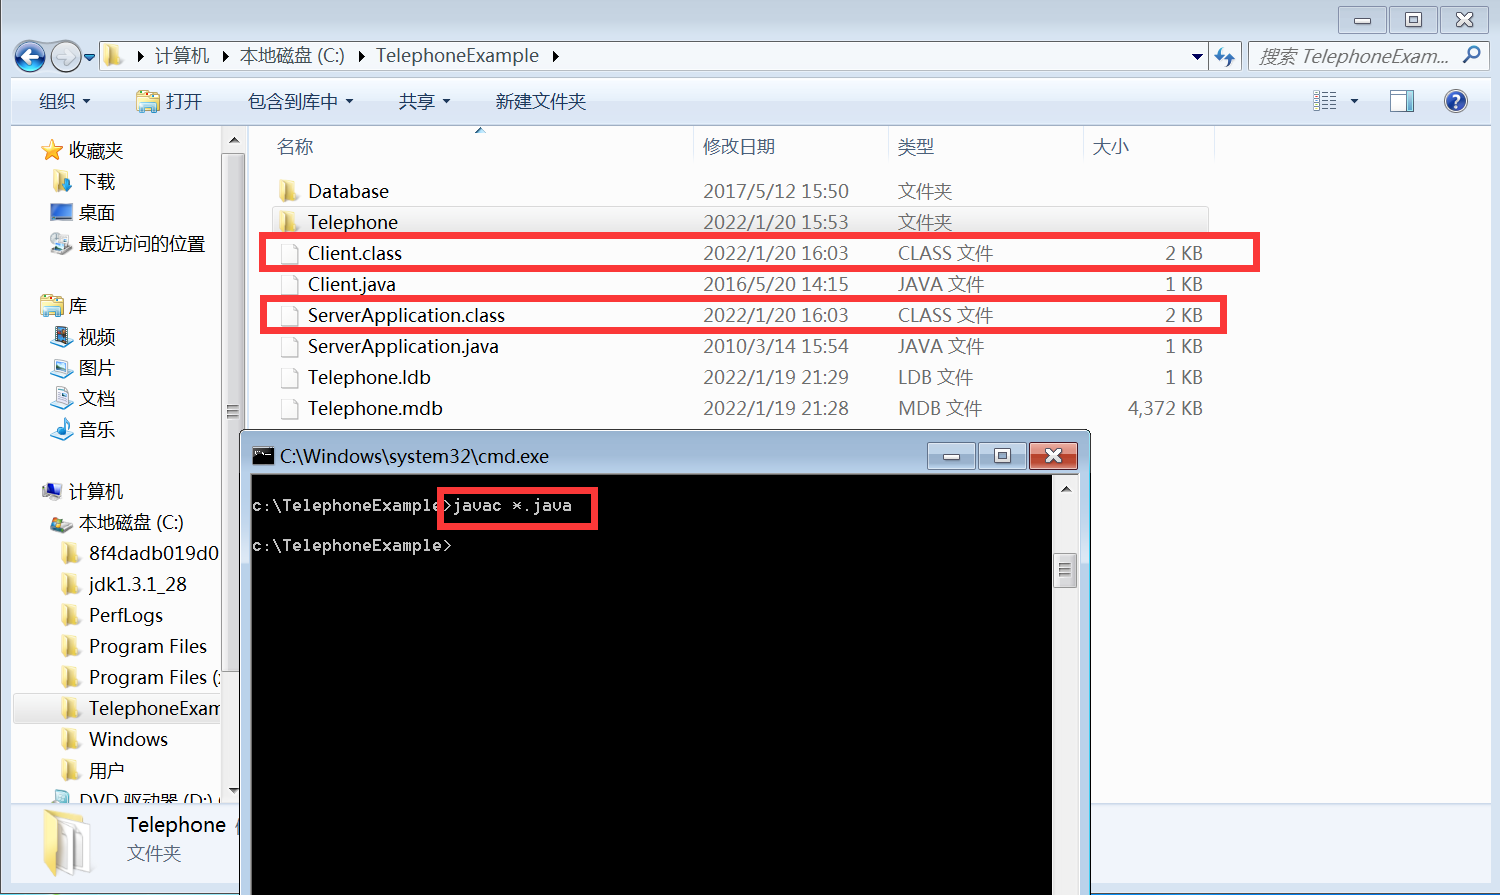 计算机 本地磁盘 (C:) TelephoneExample 搜索 TelephoneExam...
组织 打开 包含到库中 共享 新建文件夹
收藏夹
下载
桌面
最近访问的位置
库
视频
图片
文档
音乐
计算机
本地磁盘 (C:)
8f4dadb019d0
jdk1.3.1_28
PerfLogs
Program Files
Program Files (
TelephoneExam
Windows
用户
DVD 驱动器 (D:)
名称 修改日期 类型 大小
Database 2017/5/12 15:50 文件夹
Telephone 2022/1/20 15:53 文件夹
Client.class 2022/1/20 16:03 CLASS 文件 2 KB
Client.java 2016/5/20 14:15 JAVA 文件 1 KB
ServerApplication.class 2022/1/20 16:03 CLASS 文件 2 KB
ServerApplication.java 2010/3/14 15:54 JAVA 文件 1 KB
Telephone.ldb 2022/1/19 21:29 LDB 文件 1 KB
Telephone.mdb 2022/1/19 21:28 MDB 文件 4,372 KB
C:\Windows\system32\cmd.exe
c:\TelephoneExample>javac *.java
c:\TelephoneExample>
Telephone
文件夹